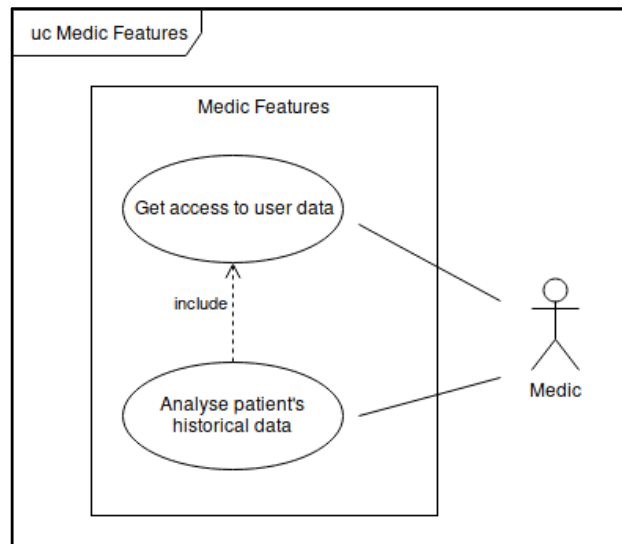 uc Medic Features
Medic Features
Get access to user data
include
Analyse patient's
historical data
Medic